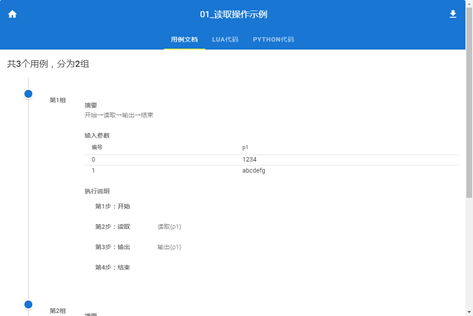 01_读取操作示例
用例文档 LUA代码 PYTHON代码
共3个用例，分为2组
第1组
摘要
开始→读取→输出→结束
输入参数
编号 p1
0 1234
1 abcdefg
执行说明
第1步：开始
第2步：读取 读取(p1)
第3步：输出 输出(p1)
第4步：结束
第2组
摘要